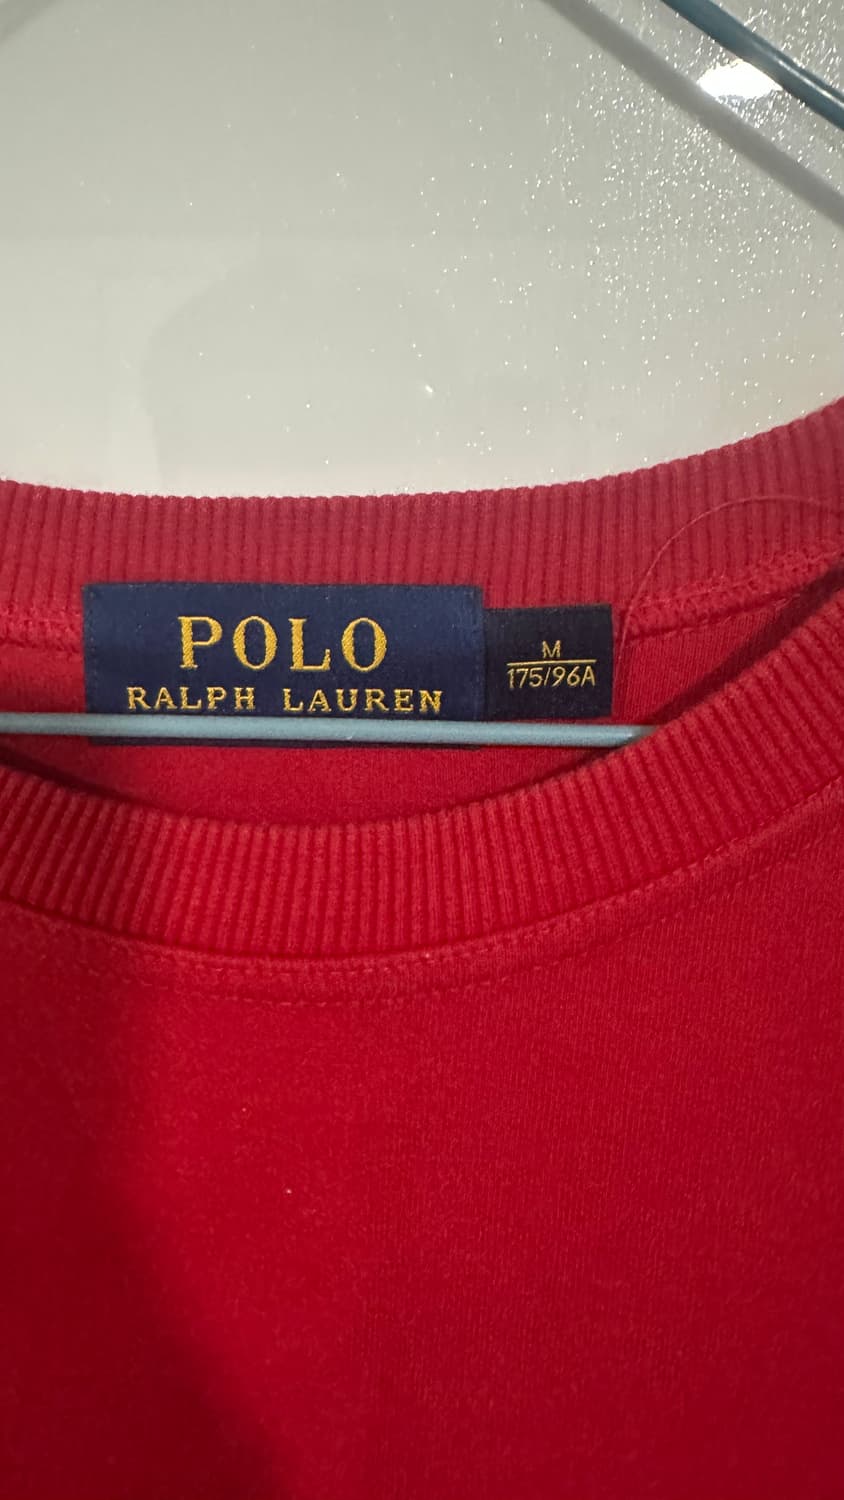 POLO
RALPH LAUREN
M
175/96A